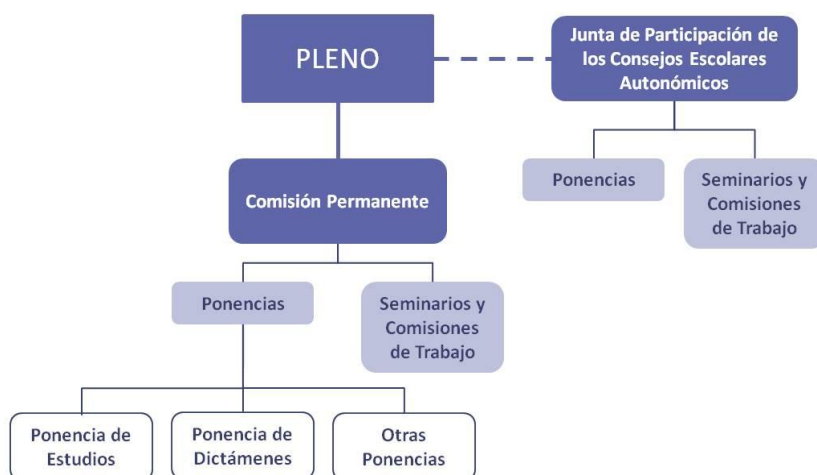 PLENO
Junta de Participación de
los Consejos Escolares
Autonómicos
Ponencias
Seminarios y
Comisiones
de Trabajo
Comisión Permanente
Ponencias
Seminarios y
Comisiones
de Trabajo
Ponencia de
Estudios
Ponencia de
Dictámenes
Otras
Ponencias